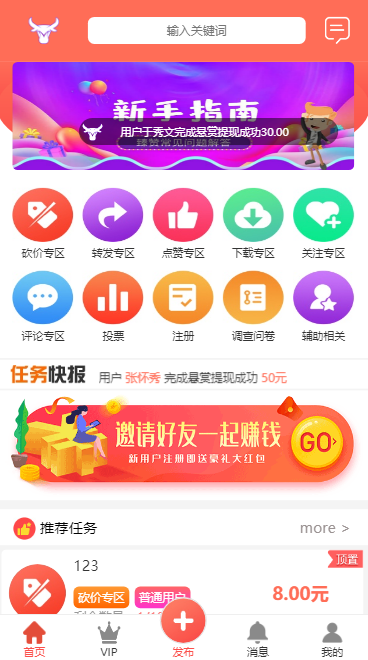 输入关键词
新手指南
用户于秀文完成悬赏提现成功30.00
臻赞常见问题解答
砍价专区 转发专区 点赞专区 下载专区 关注专区
评论专区 投票 注册 调查问卷 辅助相关
任务快报 用户 张怀秀 完成悬赏提现成功 50元
邀请好友一起赚钱
GO>
新用户注册即送豪礼大红包
推荐任务 more >
123
顶置
砍价专区 普通用户
8.00元
首页 VIP 发布 消息 我的